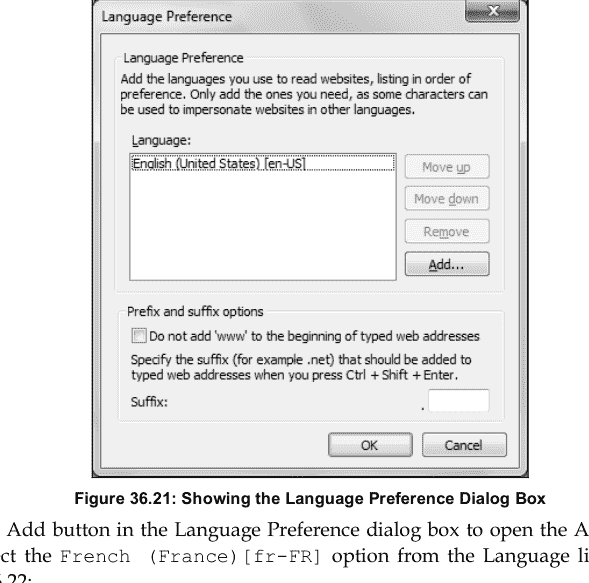 Language Preference
x
Language Preference
Add the languages you use to read websites, listing in order of
preference. Only add the ones you need, as some characters can
be used to impersonate websites in other languages.
Language:
English (United States) [en-US]
Move up
Move down
Remove
Add...
Prefix and suffix options
Do not add 'www' to the beginning of typed web addresses
Specify the suffix (for example .net) that should be added to
typed web addresses when you press Ctrl + Shift + Enter.
Suffix: .
OK Cancel
Figure 36.21: Showing the Language Preference Dialog Box
Add button in the Language Preference dialog box to open the A
ct the French (France)[fr-FR] option from the Language li